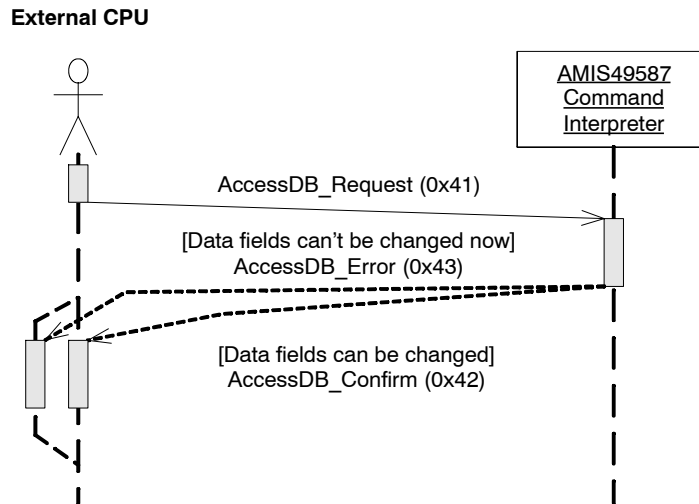 External CPU
AMIS49587
Command
Interpreter
AccessDB_Request (0x41)
[Data fields can't be changed now]
AccessDB_Error (0x43)
[Data fields can be changed]
AccessDB_Confirm (0x42)